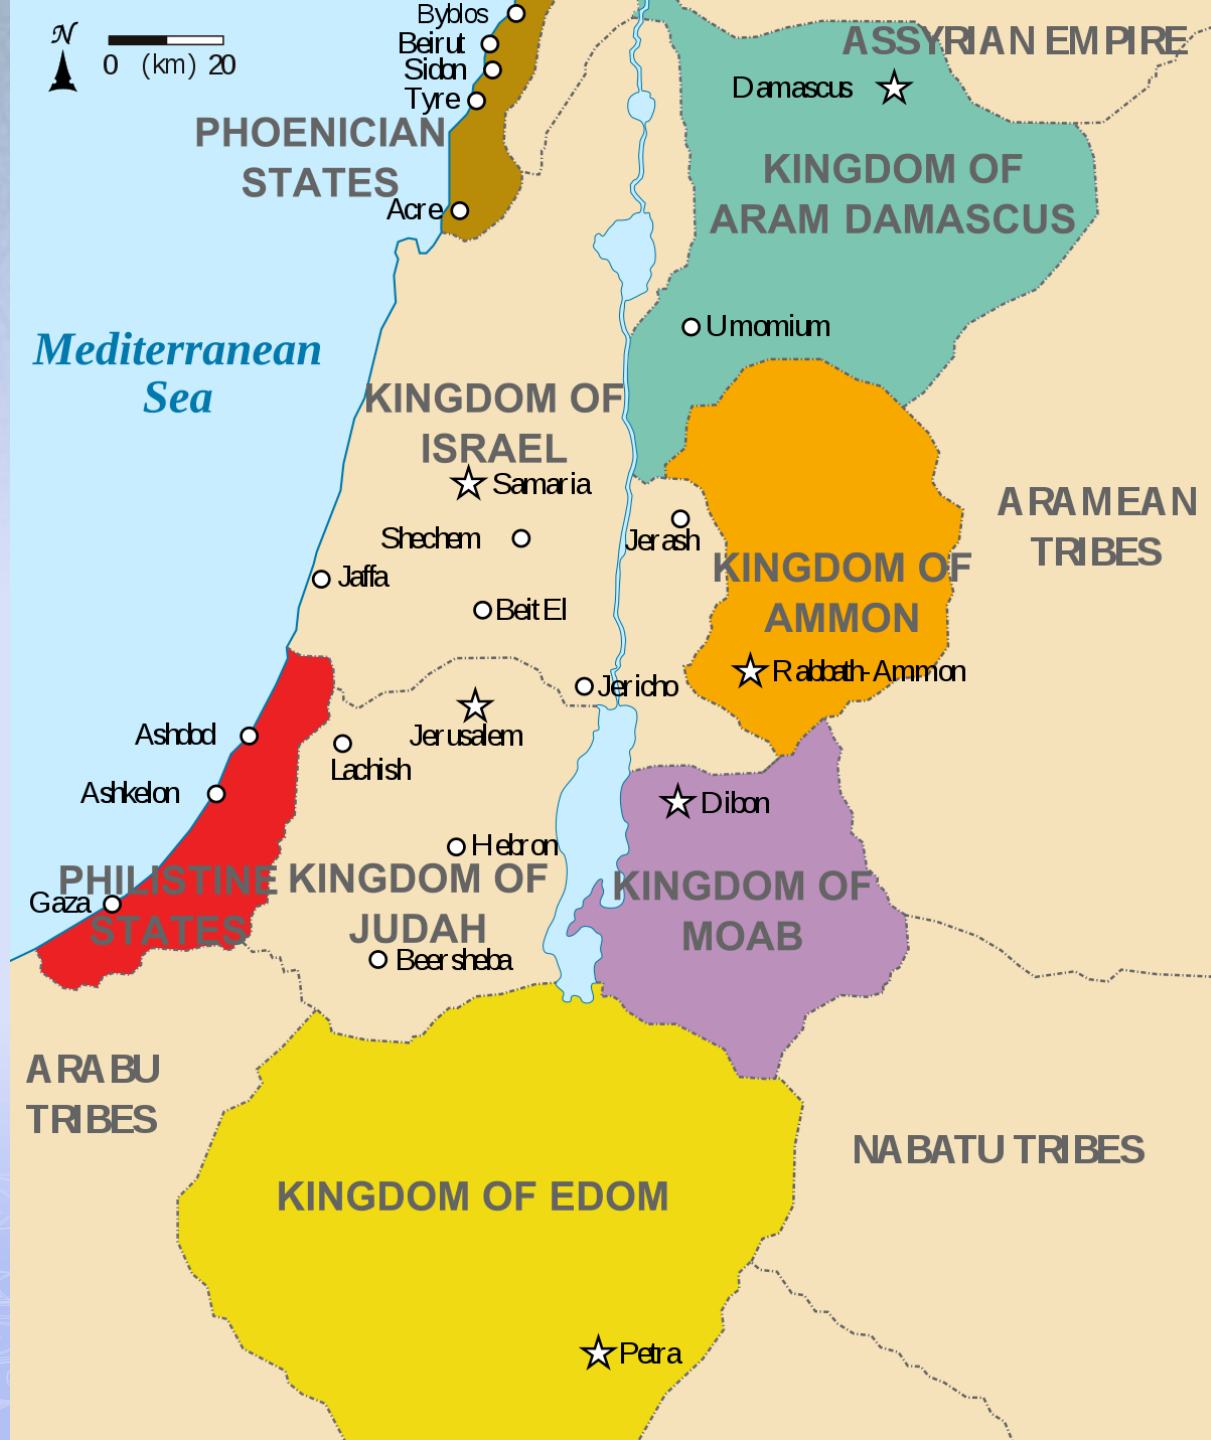 Byblos
N
Beirut
ASSYRIAN EMPIRE
0 (km) 20
Sidon
Damascus
Tyre
PHOENICIAN
STATES
KINGDOM OF
ARAM DAMASCUS
Acre
Umomium
Mediterranean
Sea
KINGDOM OF
ISRAEL
Samaria
ARAMEAN
TRIBES
Shechem
Jerash
KINGDOM OF
AMMON
Jaffa
Beit El
Rabbath-Ammon
Jericho
Ashdod
Jerusalem
Lachish
Ashkelon
Dibon
Hebron
PHILISTINE
STATES
KINGDOM OF
JUDAH
KINGDOM OF
MOAB
Gaza
Beersheba
ARABU
TRIBES
NABATU TRIBES
KINGDOM OF EDOM
Petra